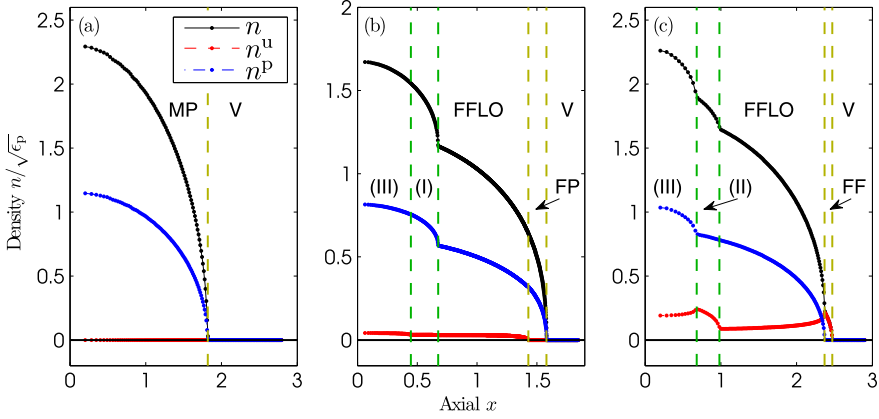 (a)
n
n^u
n^p
MP
V
2.5
2
1.5
1
0.5
0
0
1
2
3
Density n/√ϵ_p
(b)
FFLO
V
(III)
(I)
FP
2
1.5
1
0.5
0
0
0.5
1
1.5
Axial x
(c)
FFLO
V
(III)
(II)
FF
2.5
2
1.5
1
0.5
0
0
1
2
3